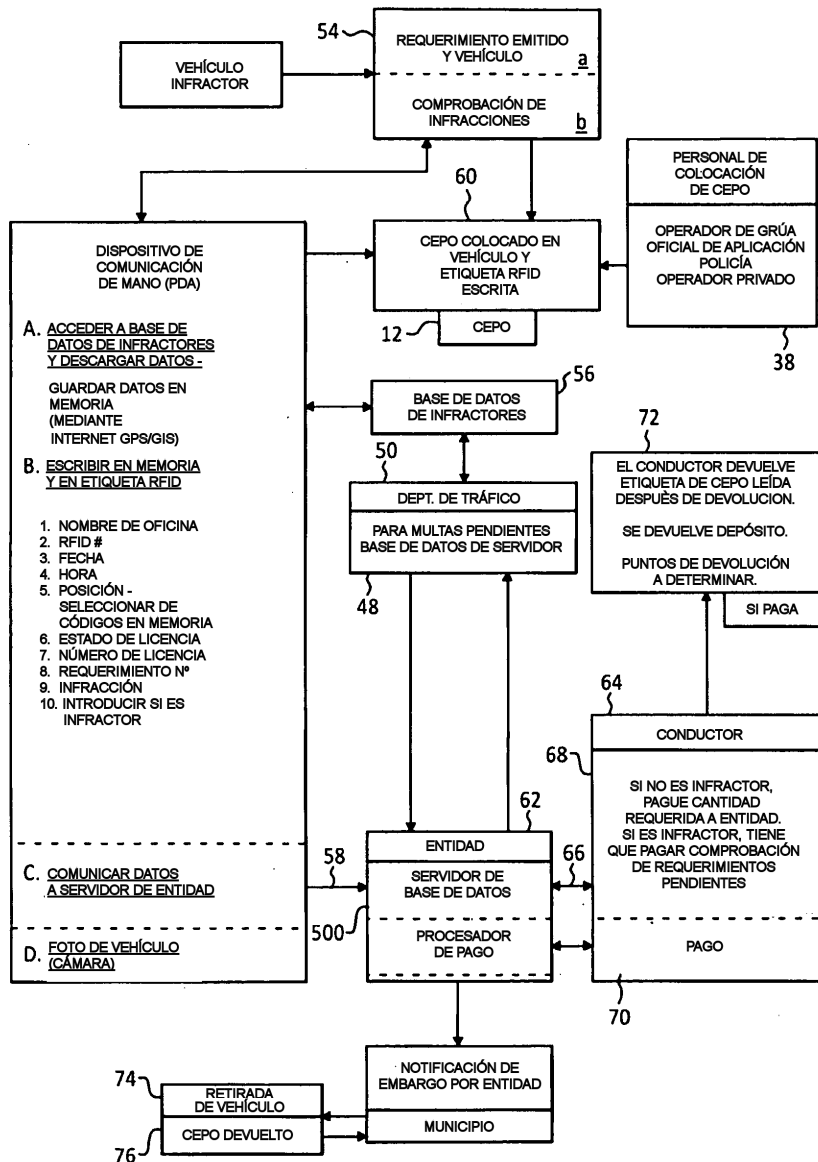 54
REQUERIMIENTO EMITIDO
Y VEHÍCULO
a
COMPROBACIÓN DE
INFRACCIONES
b
VEHÍCULO
INFRACTOR
PERSONAL DE
COLOCACIÓN
DE CEPO
OPERADOR DE GRÚA
OFICIAL DE APLICACIÓN
POLICÍA
OPERADOR PRIVADO
38
60
CEPO COLOCADO EN
VEHÍCULO Y
ETIQUETA RFID
ESCRITA
12
CEPO
DISPOSITIVO DE
COMUNICACIÓN
DE MANO (PDA)
A. ACCEDER A BASE DE
DATOS DE INFRACTORES
Y DESCARGAR DATOS -
GUARDAR DATOS EN
MEMORIA
(MEDIANTE
INTERNET GPS/GIS)
B. ESCRIBIR EN MEMORIA
Y EN ETIQUETA RFID
1. NOMBRE DE OFICINA
2. RFID #
3. FECHA
4. HORA
5. POSICIÓN -
SELECCIONAR DE
CÓDIGOS EN MEMORIA
6. ESTADO DE LICENCIA
7. NÚMERO DE LICENCIA
8. REQUERIMIENTO Nº
9. INFRACCIÓN
10. INTRODUCIR SI ES
INFRACTOR
C. COMUNICAR DATOS
A SERVIDOR DE ENTIDAD
D. FOTO DE VEHÍCULO
(CÁMARA)
56
BASE DE DATOS
DE INFRACTORES
50
DEPT. DE TRÁFICO
PARA MULTAS PENDIENTES
BASE DE DATOS DE SERVIDOR
48
72
EL CONDUCTOR DEVUELVE
ETIQUETA DE CEPO LEÍDA
DESPUÈS DE DEVOLUCION.
SE DEVUELVE DEPÓSITO.
PUNTOS DE DEVOLUCIÓN
A DETERMINAR.
SI PAGA
64
CONDUCTOR
68
SI NO ES INFRACTOR,
PAGUE CANTIDAD
REQUERIDA A ENTIDAD.
SI ES INFRACTOR, TIENE
QUE PAGAR COMPROBACIÓN
DE REQUERIMIENTOS
PENDIENTES
PAGO
70
62
ENTIDAD
58
SERVIDOR DE
BASE DE DATOS
66
500
PROCESADOR
DE PAGO
NOTIFICACIÓN DE
EMBARGO POR ENTIDAD
MUNICIPIO
74
RETIRADA
DE VEHÍCULO
CEPO DEVUELTO
76